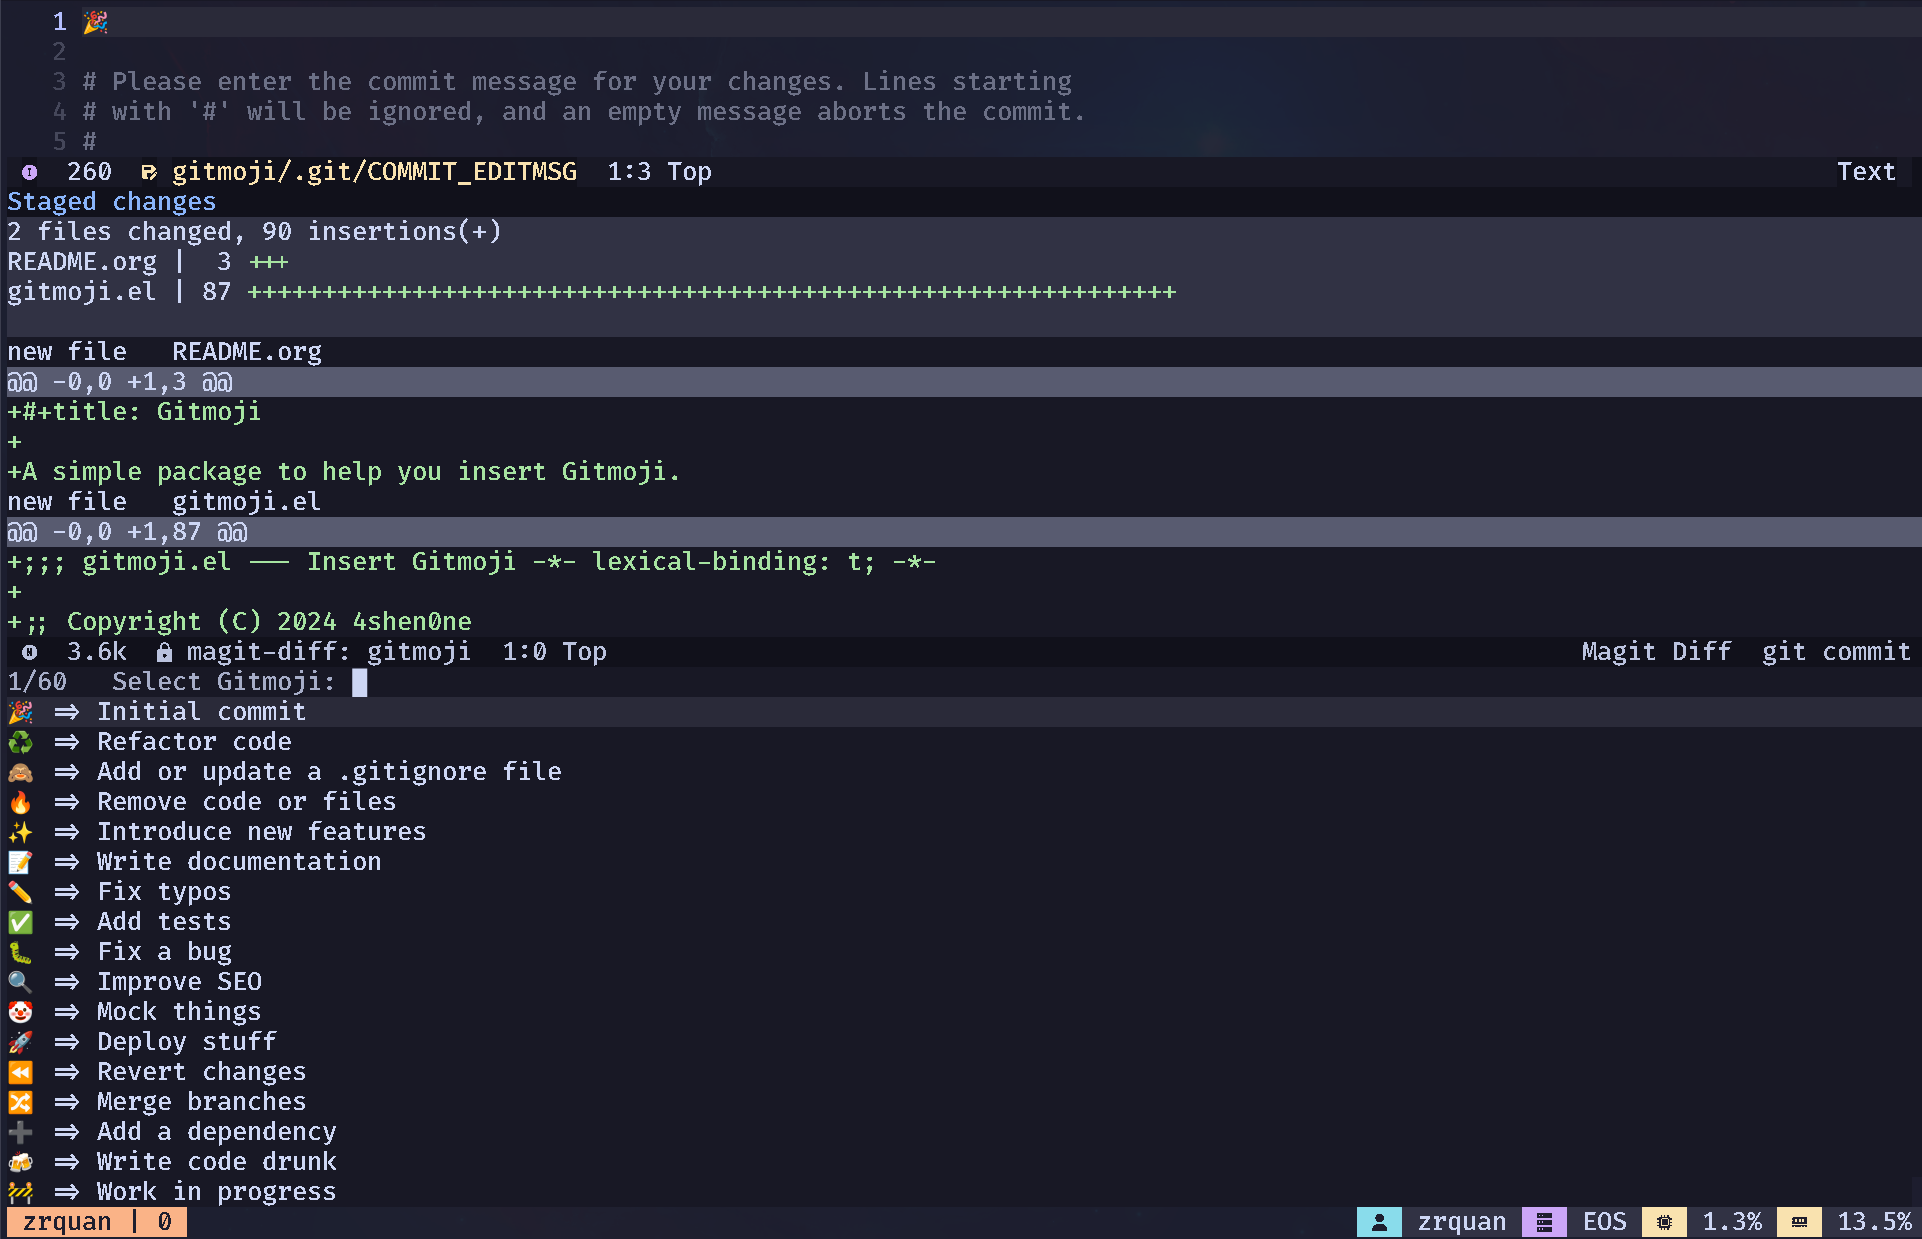 1 🎉
2
3 # Please enter the commit message for your changes. Lines starting
4 # with '#' will be ignored, and an empty message aborts the commit.
5 #
I 260 gitmoji/.git/COMMIT_EDITMSG 1:3 Top Text
Staged changes
2 files changed, 90 insertions(+)
README.org |  3 +++
gitmoji.el | 87 ++++++++++++++++++++++++++++++++++++++++++++++++++++++++++++++
new file   README.org
@@ -0,0 +1,3 @@
+#+title: Gitmoji
+
+A simple package to help you insert Gitmoji.
new file   gitmoji.el
@@ -0,0 +1,87 @@
+;;; gitmoji.el --- Insert Gitmoji -*- lexical-binding: t; -*-
+
+;; Copyright (C) 2024 4shen0ne
N 3.6k magit-diff: gitmoji 1:0 Top Magit Diff git commit
1/60 Select Gitmoji:
🎉 => Initial commit
♻️ => Refactor code
🙈 => Add or update a .gitignore file
🔥 => Remove code or files
✨ => Introduce new features
📝 => Write documentation
✏️ => Fix typos
✅ => Add tests
🐛 => Fix a bug
🔍 => Improve SEO
🤡 => Mock things
🚀 => Deploy stuff
⏪ => Revert changes
🔀 => Merge branches
➕ => Add a dependency
🍻 => Write code drunk
🚧 => Work in progress
zrquan | 0 zrquan EOS 1.3% 13.5%